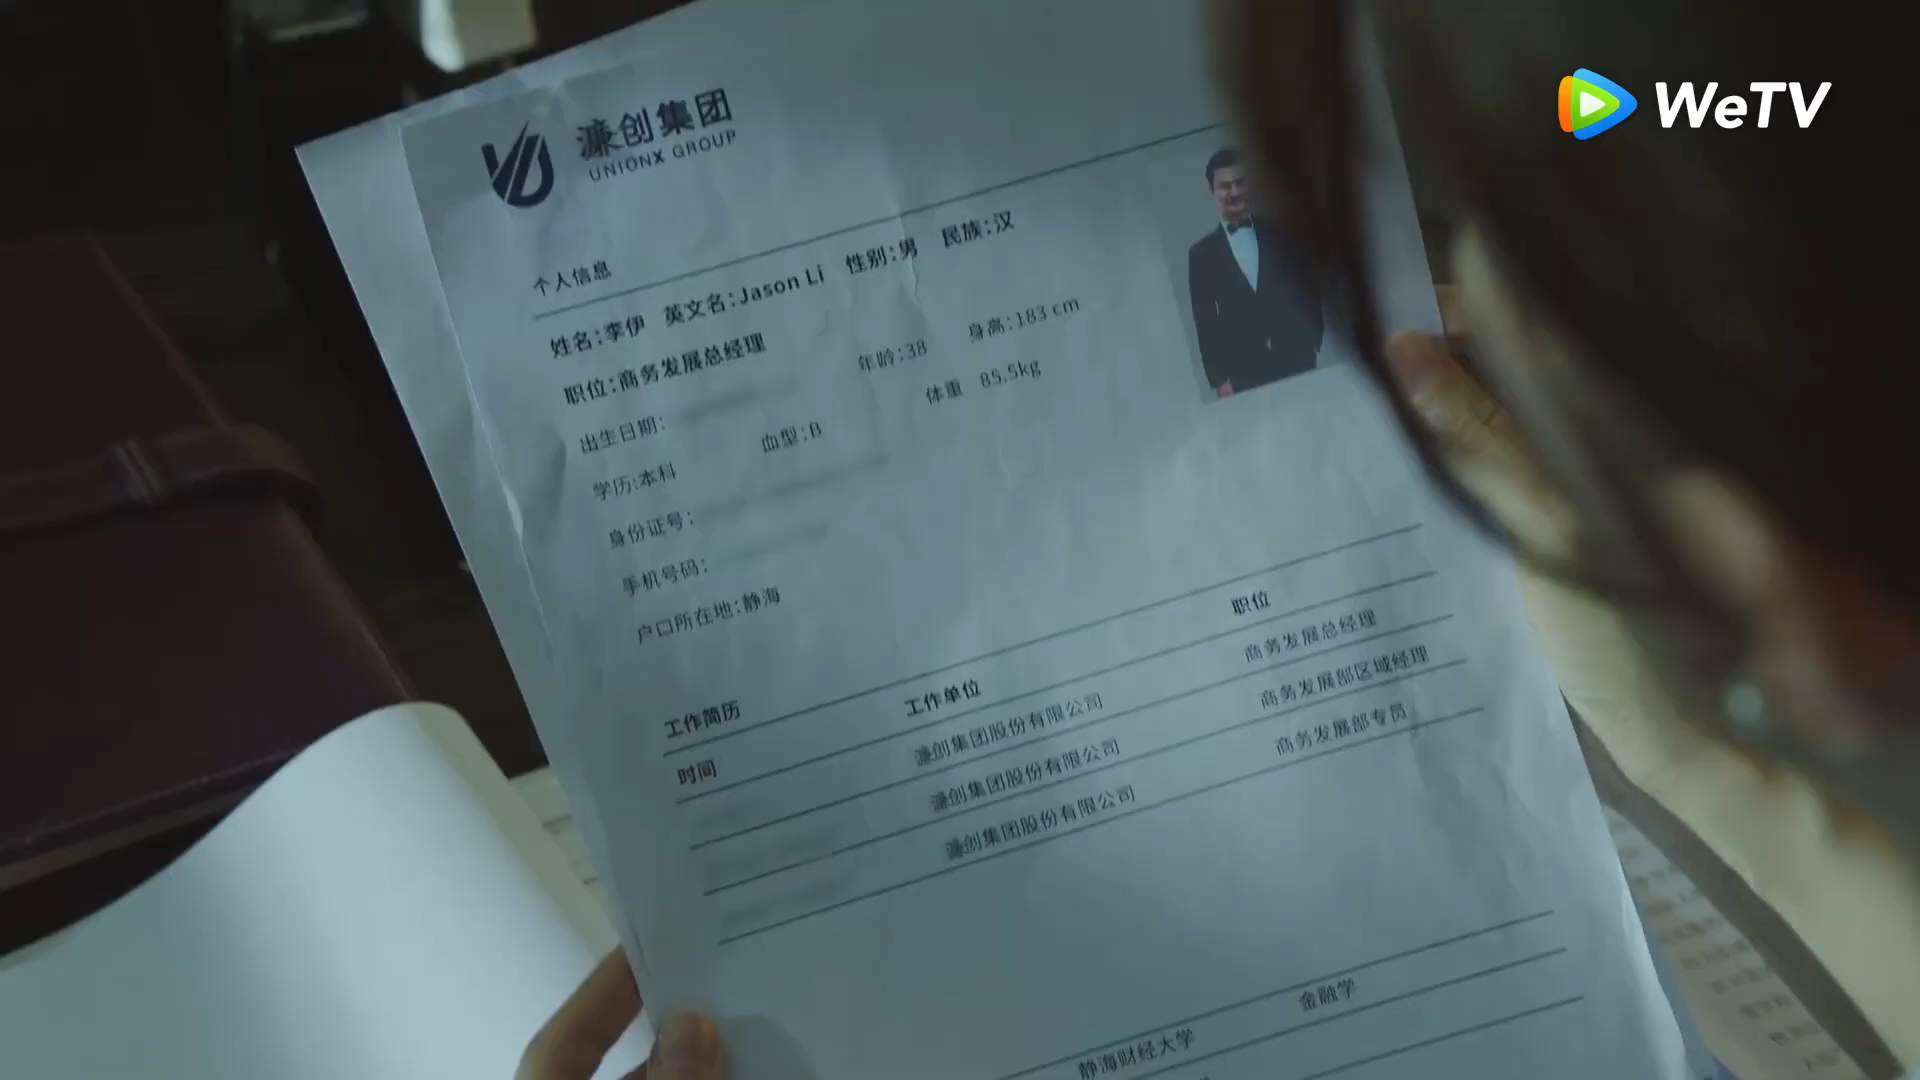 WeTV
濂创集团
UNIONX GROUP
个人信息
姓名:李伊 英文名:Jason Li 性别:男 民族:汉
职位:商务发展总经理 年龄:38 身高:183 cm
出生日期: 血型:B 体重 85.5kg
学历:本科
身份证号:
手机号码:
户口所在地:静海
工作简历
时间 工作单位 职位
濂创集团股份有限公司 商务发展总经理
濂创集团股份有限公司 商务发展部区域经理
濂创集团股份有限公司 商务发展部专员
静海财经大学 金融学